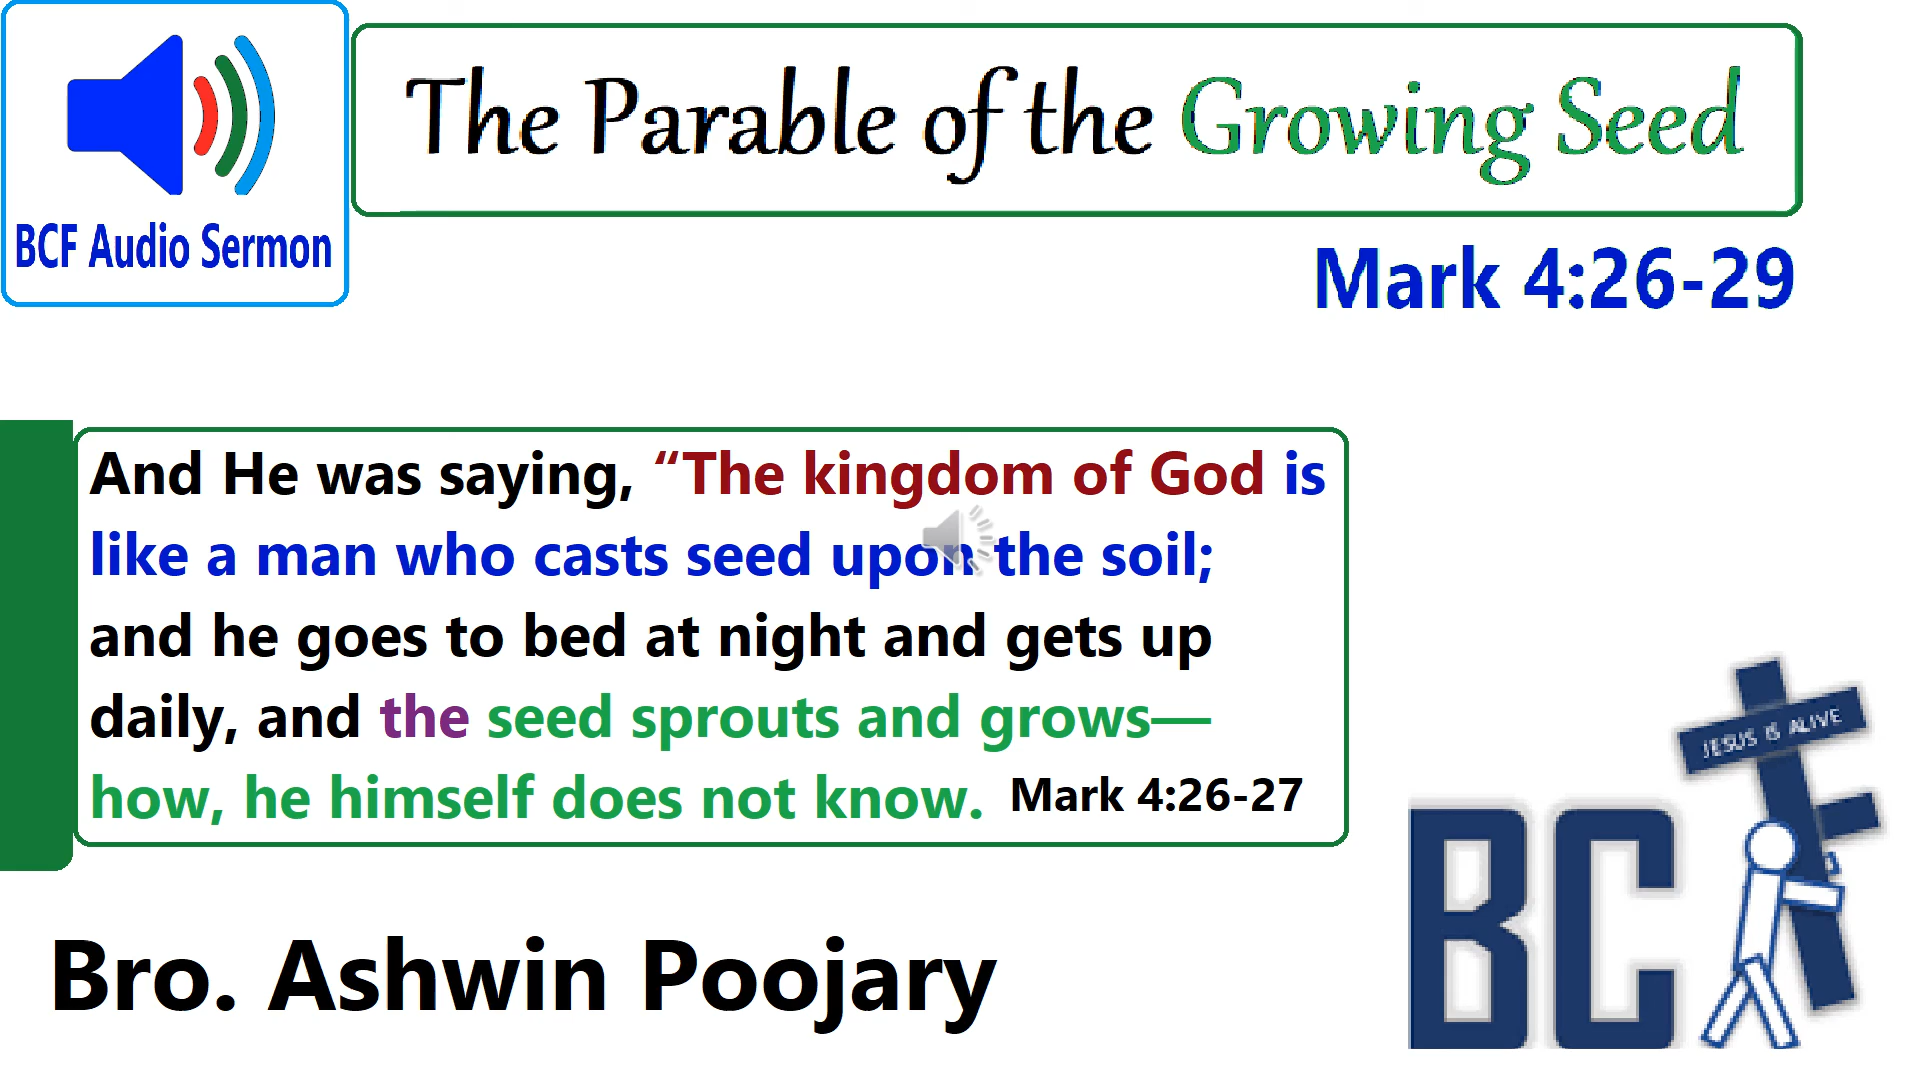 The Parable of the Growing Seed
BCF Audio Sermon
Mark 4:26-29
And He was saying, “The kingdom of God is
like a man who casts seed upon the soil;
and he goes to bed at night and gets up
daily, and the seed sprouts and grows—
how, he himself does not know. Mark 4:26-27
JESUS IS ALIVE
BCF
Bro. Ashwin Poojary